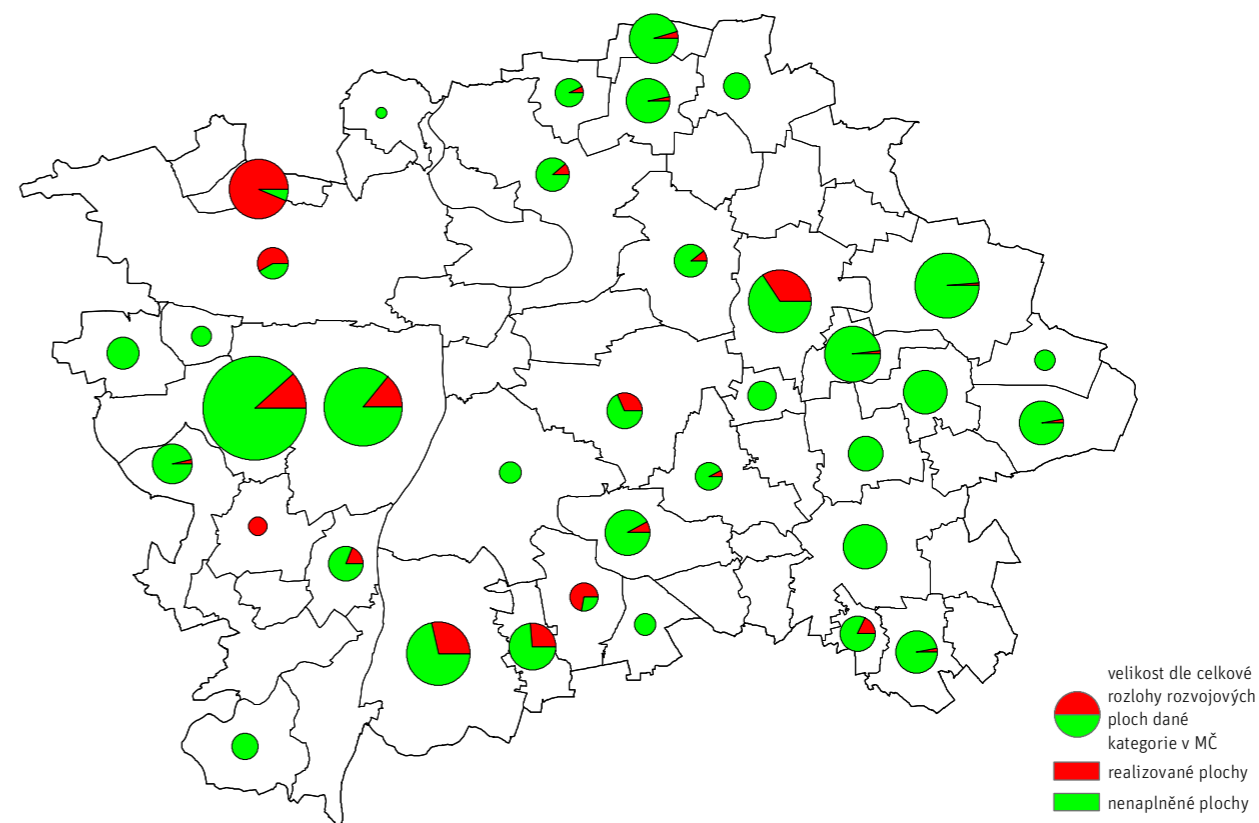 velikost dle celkové
rozlohy rozvojových
ploch dané
kategorie v MČ
realizované plochy
nenaplněné plochy